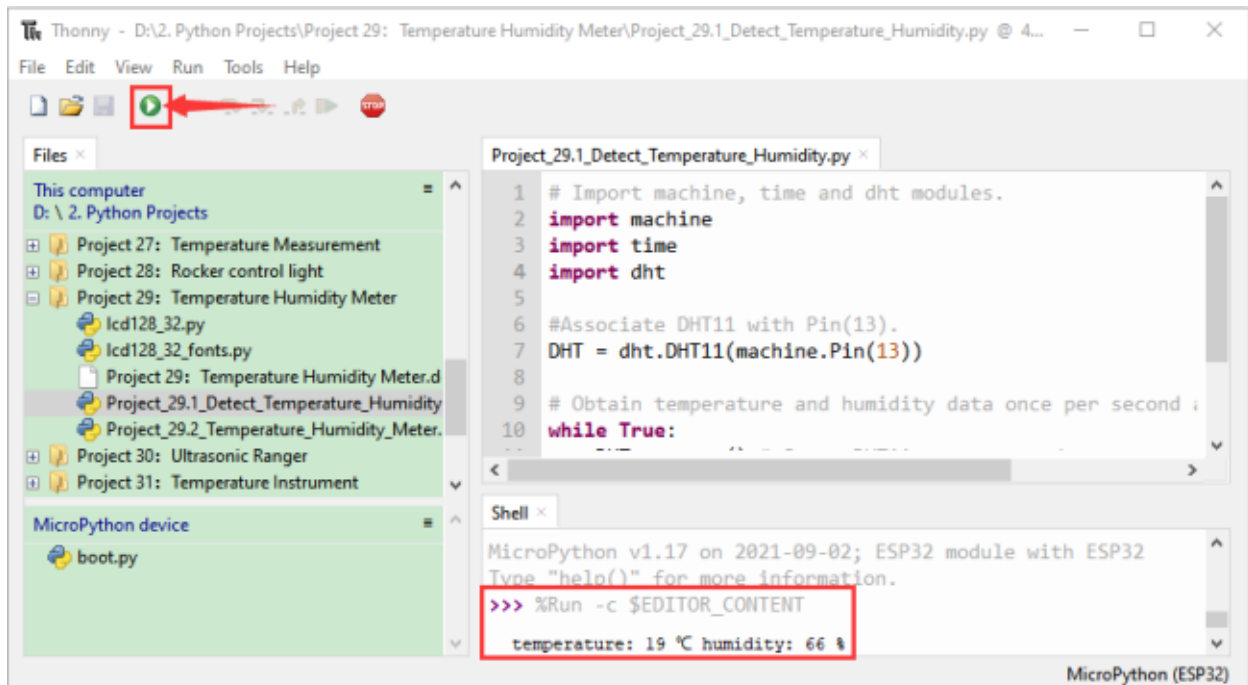 Thonny - D:\2. Python Projects\Project 29: Temperature Humidity Meter\Project_29.1_Detect_Temperature_Humidity.py @ 4...
File Edit View Run Tools Help
STOP
Files
This computer
D: \ 2. Python Projects
Project 27: Temperature Measurement
Project 28: Rocker control light
Project 29: Temperature Humidity Meter
lcd128_32.py
lcd128_32_fonts.py
Project 29: Temperature Humidity Meter.d
Project_29.1_Detect_Temperature_Humidity
Project_29.2_Temperature_Humidity_Meter.
Project 30: Ultrasonic Ranger
Project 31: Temperature Instrument
MicroPython device
boot.py
Project_29.1_Detect_Temperature_Humidity.py
1 # Import machine, time and dht modules.
2 import machine
3 import time
4 import dht
5
6 #Associate DHT11 with Pin(13).
7 DHT = dht.DHT11(machine.Pin(13))
8
9 # Obtain temperature and humidity data once per second
10 while True:
Shell
MicroPython v1.17 on 2021-09-02; ESP32 module with ESP32
Type "help()" for more information.
>>> %Run -c $EDITOR_CONTENT
temperature: 19 ℃ humidity: 66 %
MicroPython (ESP32)